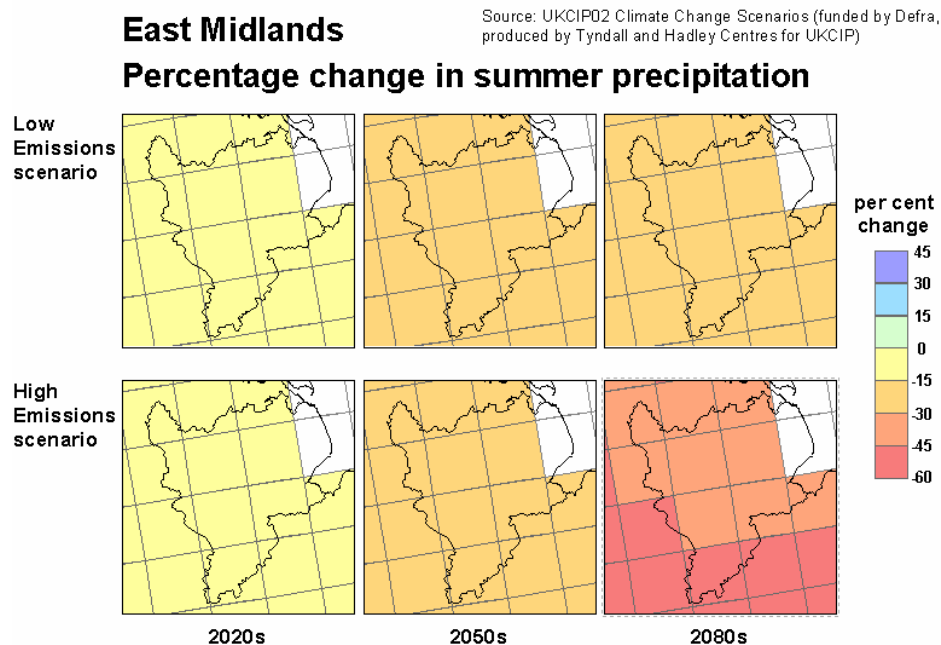 East Midlands
Source: UKCIP02 Climate Change Scenarios (funded by Defra,
produced by Tyndall and Hadley Centres for UKCIP)
Percentage change in summer precipitation
Low
Emissions
scenario
per cent
change
45
30
15
0
-15
-30
-45
-60
High
Emissions
scenario
2020s
2050s
2080s